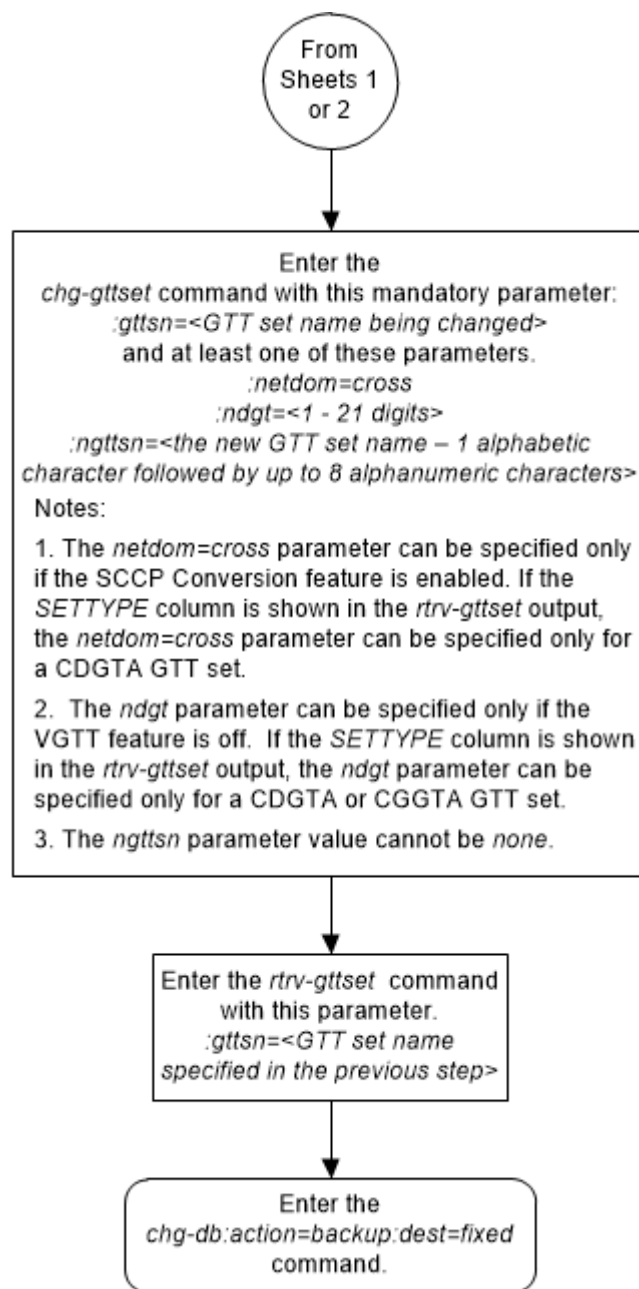 From
Sheets 1
or 2
Enter the
chg-gttset command with this mandatory parameter:
:gttsn=<GTT set name being changed>
and at least one of these parameters.
:netdom=cross
:ndgt=<1 - 21 digits>
:ngttsn=<the new GTT set name – 1 alphabetic
character followed by up to 8 alphanumeric characters>
Notes:
1. The netdom=cross parameter can be specified only
if the SCCP Conversion feature is enabled. If the
SETTYPE column is shown in the rtrv-gttset output,
the netdom=cross parameter can be specified only for
a CDGTA GTT set.
2. The ndgt parameter can be specified only if the
VGTT feature is off. If the SETTYPE column is shown
in the rtrv-gttset output, the ndgt parameter can be
specified only for a CDGTA or CGGTA GTT set.
3. The ngttsn parameter value cannot be none.
Enter the rtrv-gttset command
with this parameter.
:gttsn=<GTT set name
specified in the previous step>
Enter the
chg-db:action=backup:dest=fixed
command.